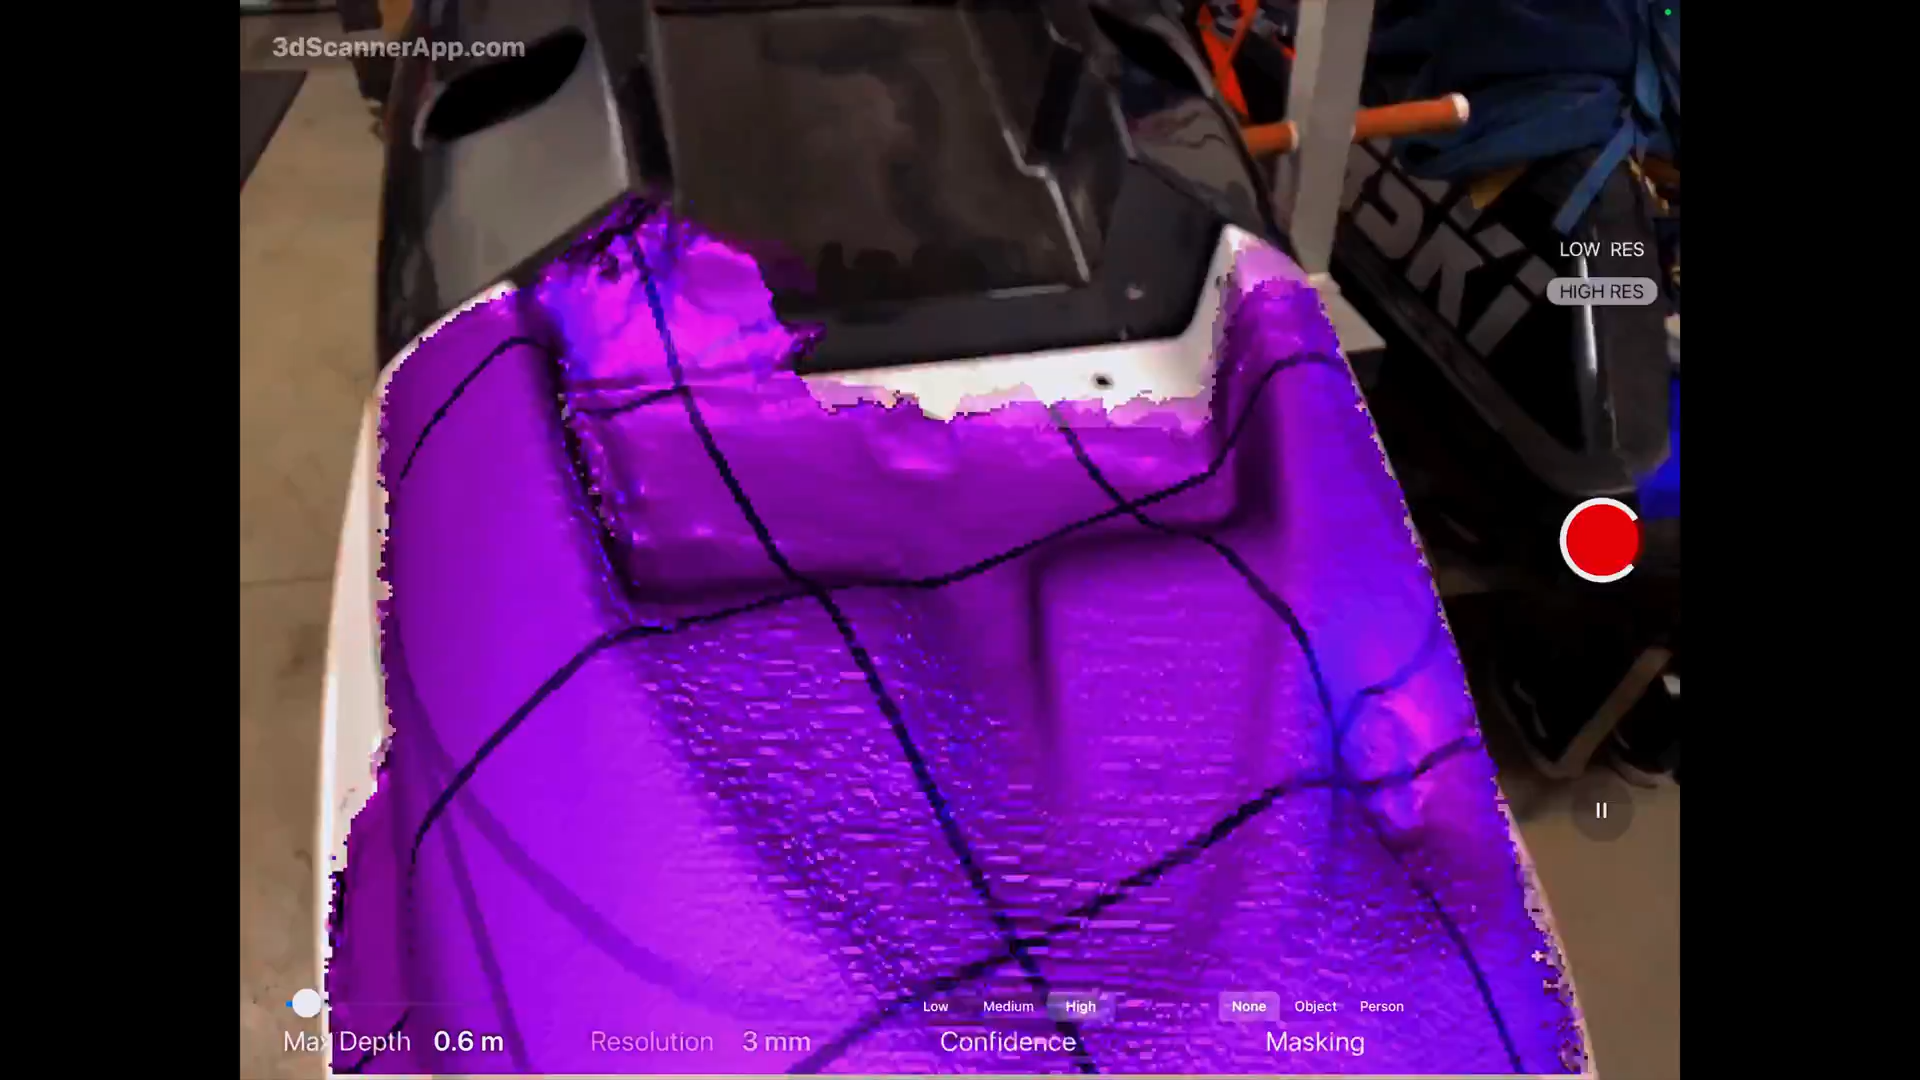 3dScannerApp.com
LOW RES
HIGH RES
Low Medium High
None Object Person
Max Depth 0.6 m
Resolution 3 mm
Confidence
Masking